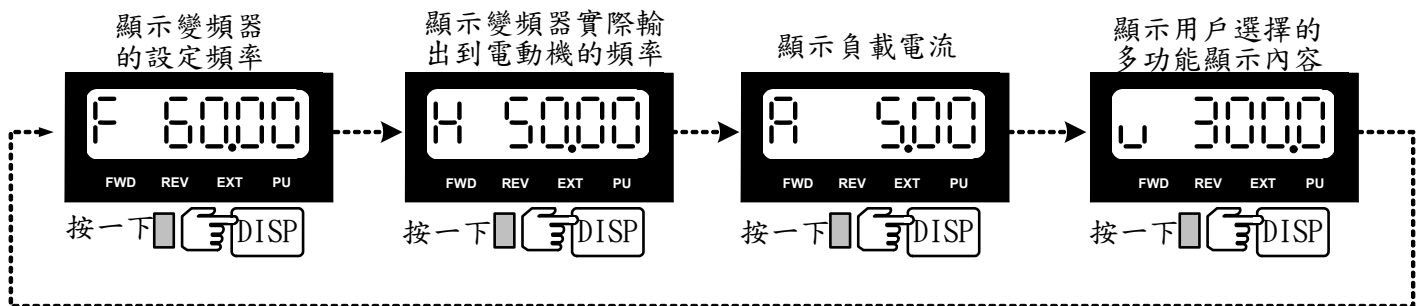 顯示變頻器
的設定頻率
F 60.00
FWD REV EXT PU
按一下 DISP
顯示變頻器實際輸
出到電動機的頻率
H 50.00
FWD REV EXT PU
按一下 DISP
顯示負載電流
A 5.00
FWD REV EXT PU
按一下 DISP
顯示用戶選擇的
多功能顯示內容
u 300.0
FWD REV EXT PU
按一下 DISP